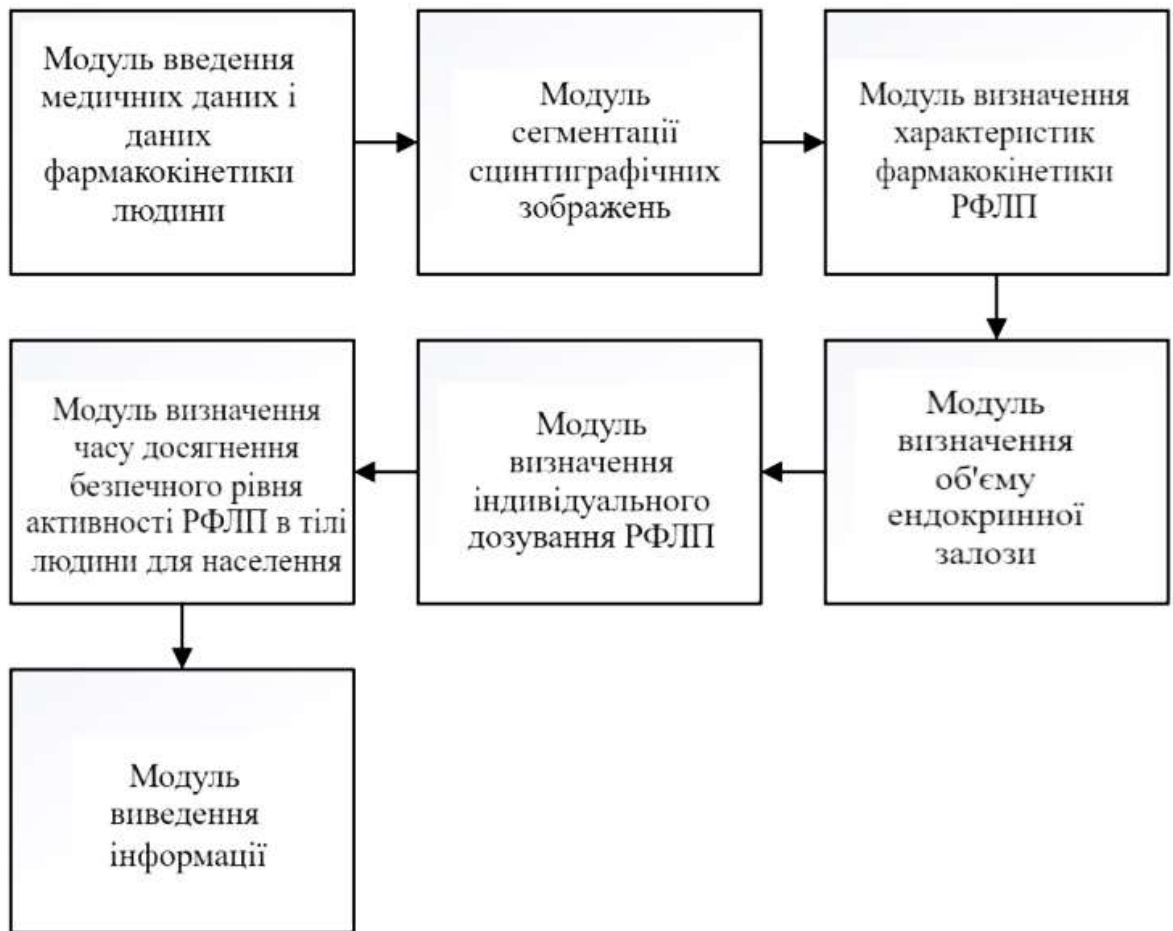 Модуль введення
медичних даних і
даних
фармакокінетики
людини
Модуль
сегментації
сцинтиграфічних
зображень
Модуль визначення
характеристик
фармакокінетики
РФЛП
Модуль
визначення
об'єму
ендокринної
залози
Модуль
визначення
індивідуального
дозування РФЛП
Модуль визначення
часу досягнення
безпечного рівня
активності РФЛП в тілі
людини для населення
Модуль
виведення
інформації